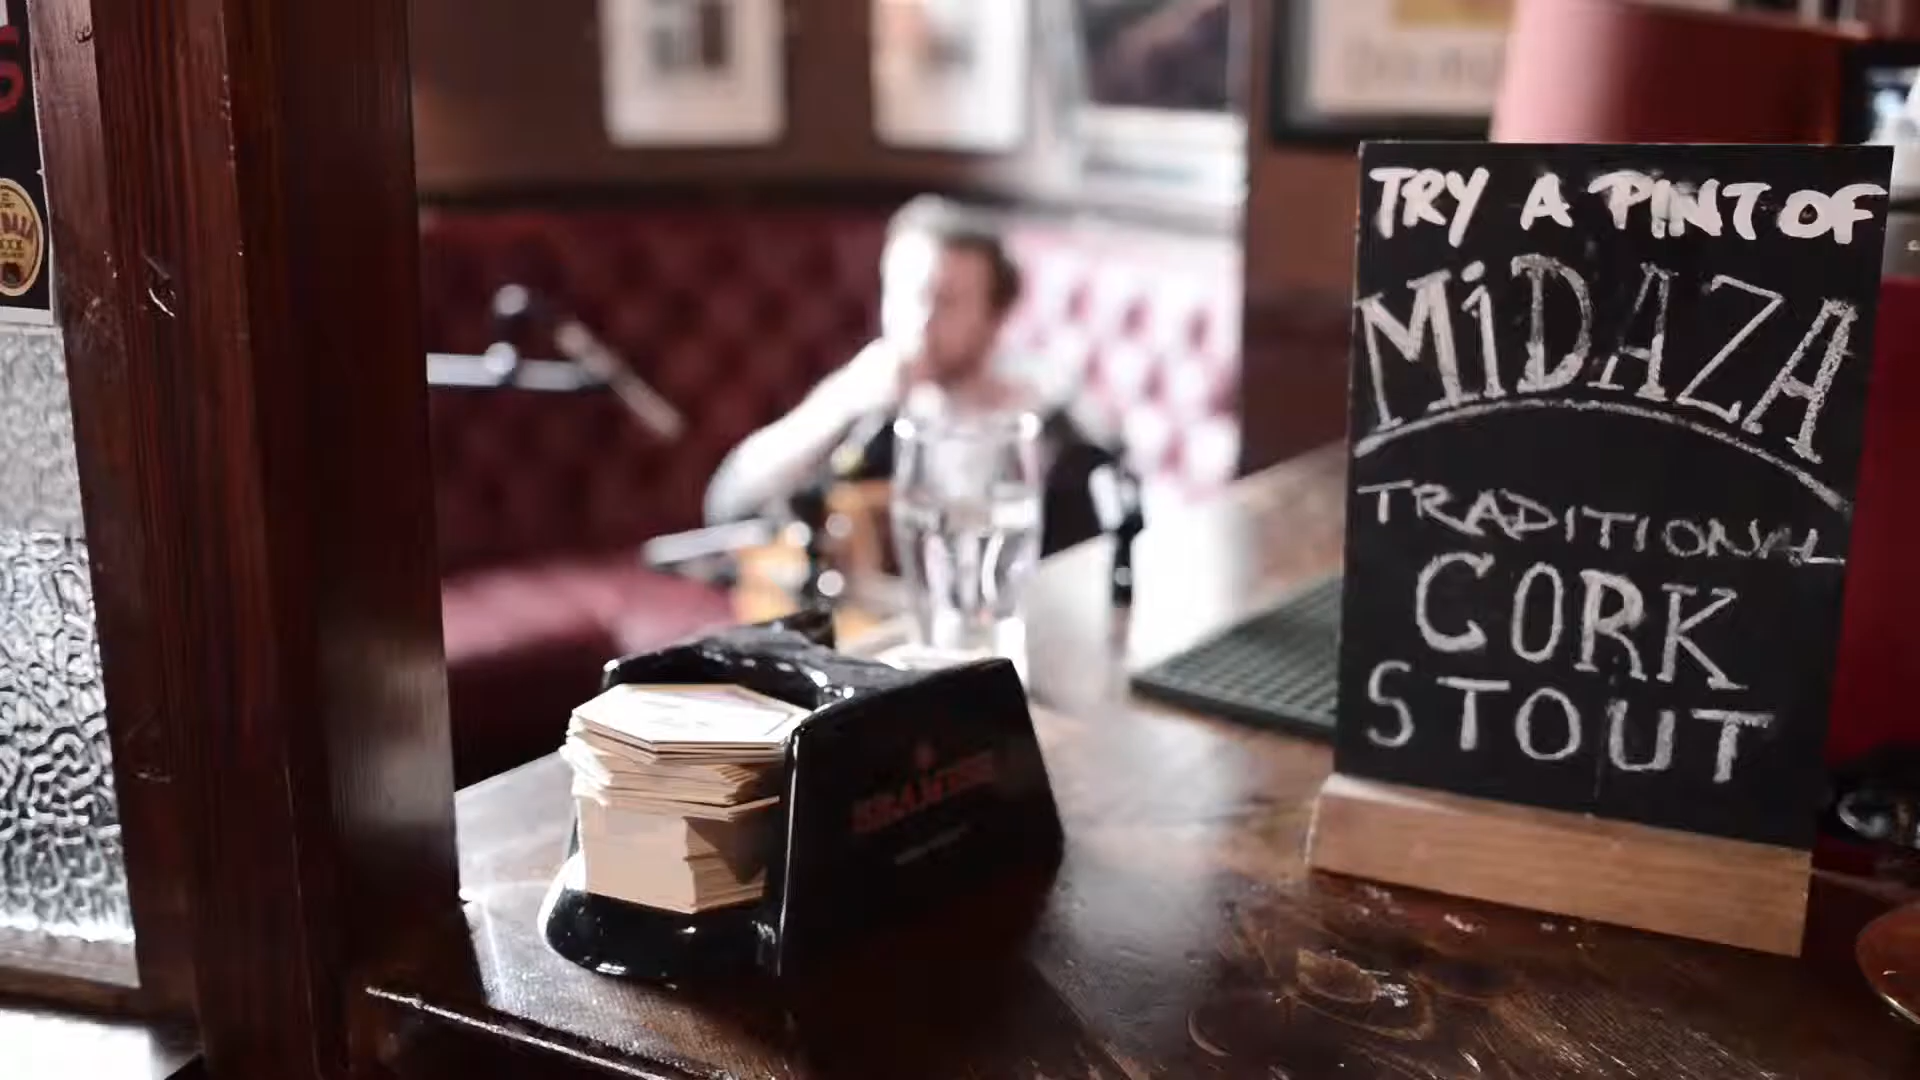 TRY A PINT OF
MiDAZA
TRADITIONAL
CORK
STOUT